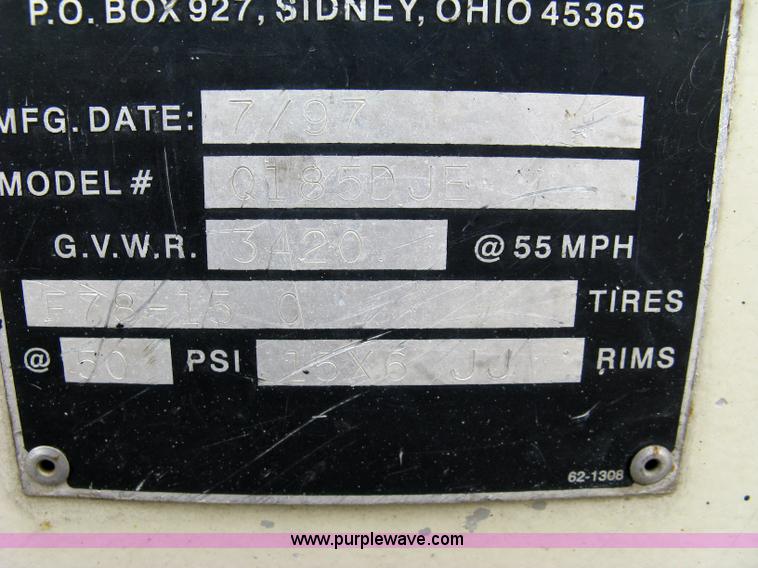 P.O. BOX 927, SIDNEY, OHIO 45365
MFG. DATE: 7/97
MODEL # Q185DJE
G.V.W.R. 3420 @ 55 MPH
F78-15 C TIRES
@ 50 PSI 15X6 JJ RIMS
62-1308
www.purplewave.com